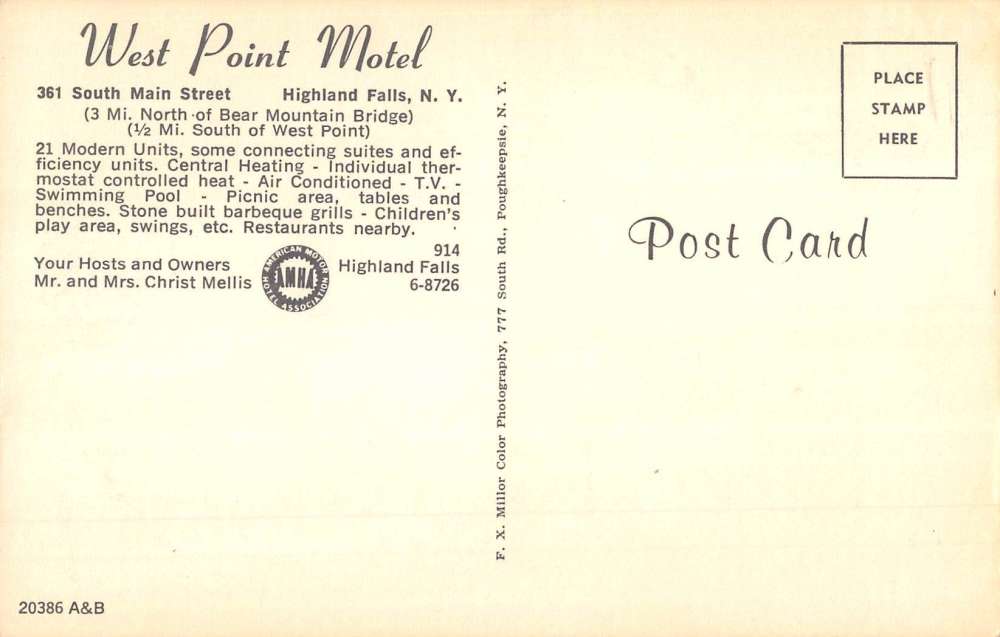 West Point Motel
361 South Main Street Highland Falls, N. Y.
(3 Mi. North of Bear Mountain Bridge)
(½ Mi. South of West Point)
21 Modern Units, some connecting suites and ef-
ficiency units. Central Heating - Individual ther-
mostat controlled heat - Air Conditioned - T.V. -
Swimming Pool - Picnic area, tables and
benches. Stone built barbeque grills - Children's
play area, swings, etc. Restaurants nearby.
Your Hosts and Owners
Mr. and Mrs. Christ Mellis
AMERICAN MOTOR
AMHA
HOTEL ASSOCIATION
914
Highland Falls
6-8726
F. X. Millor Color Photography, 777 South Rd., Poughkeepsie, N. Y.
PLACE
STAMP
HERE
Post Card
20386 A&B